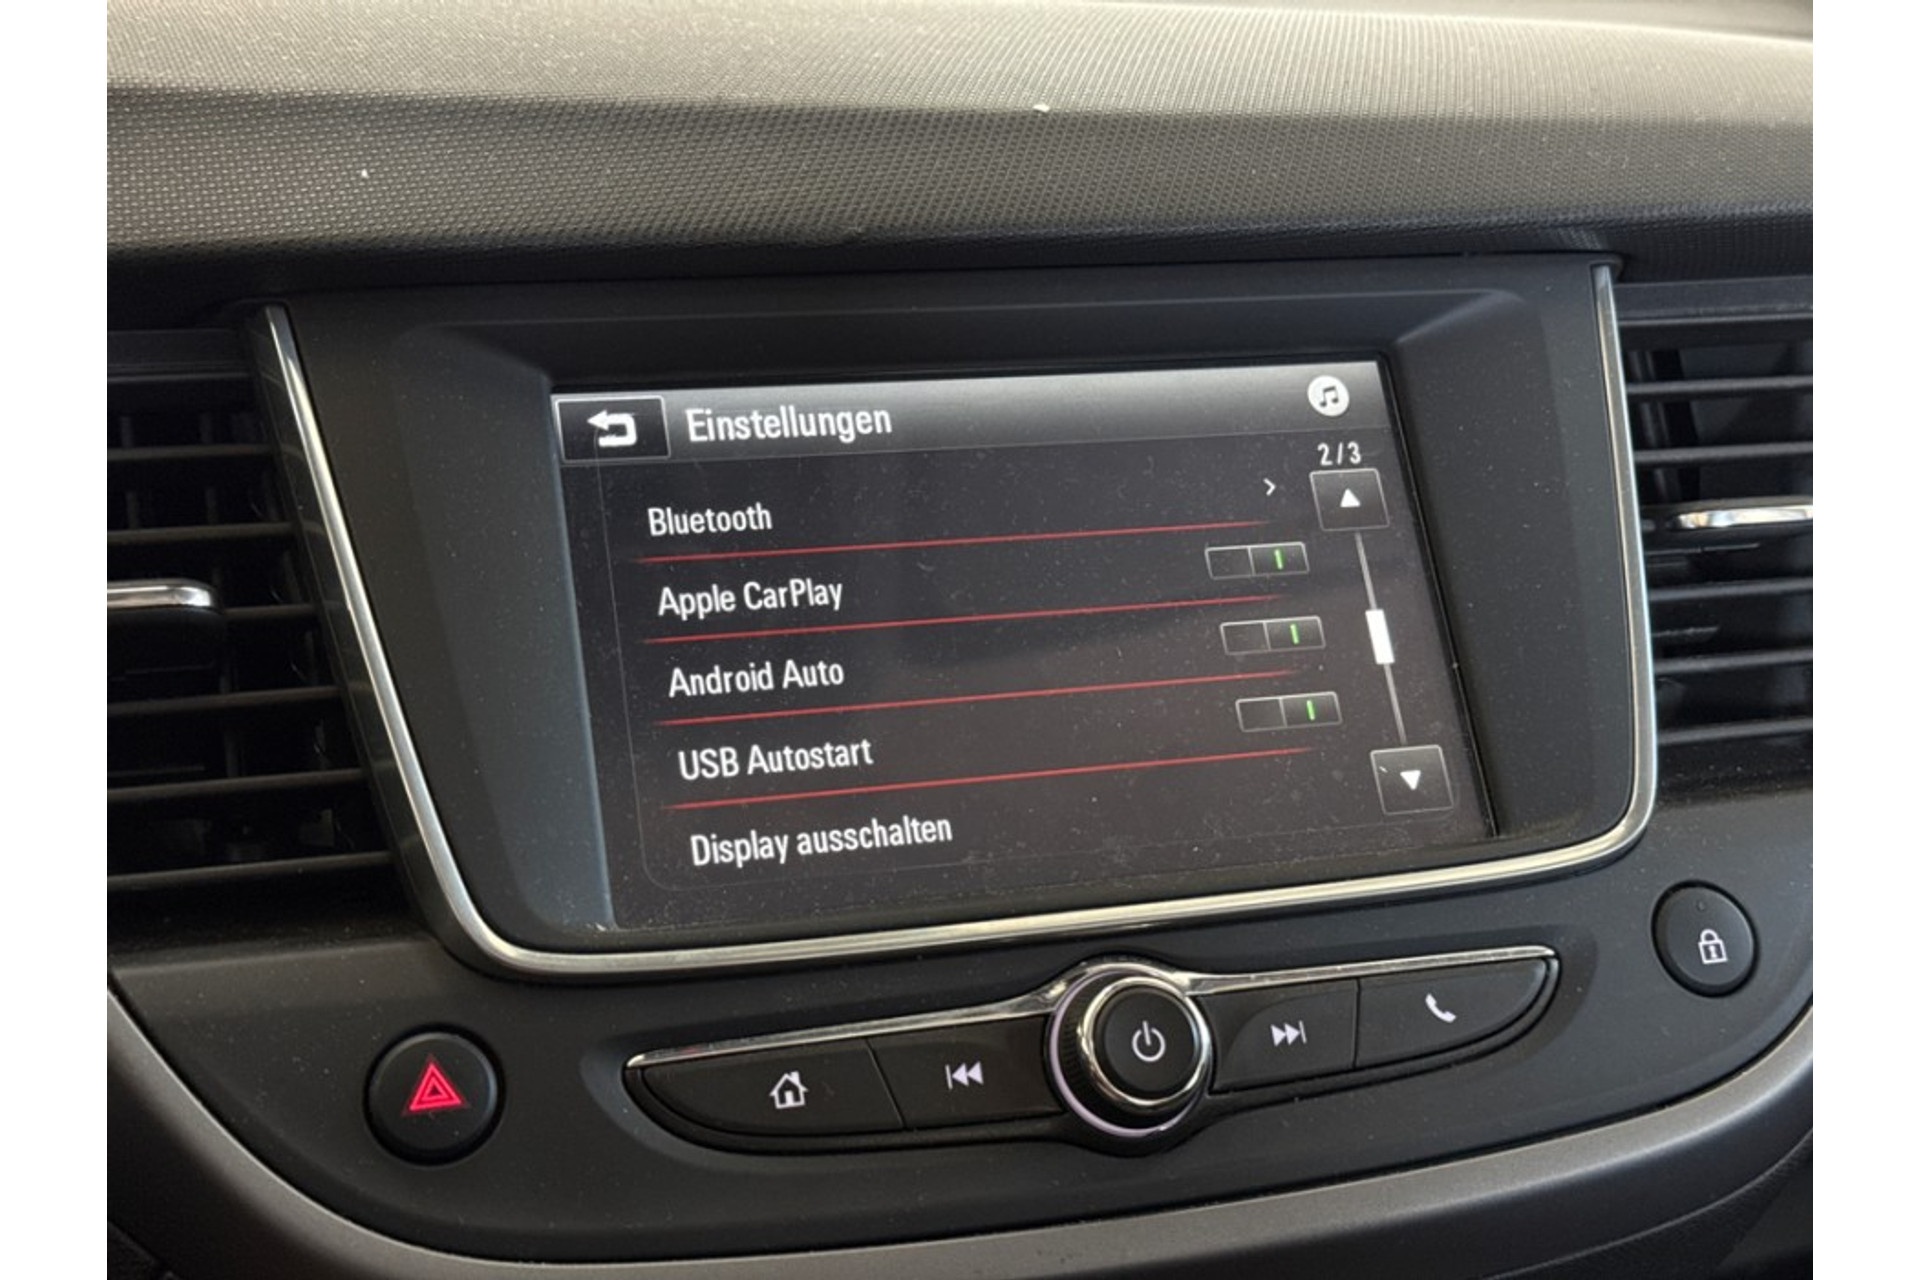 Einstellungen
2/3
Bluetooth
Apple CarPlay
Android Auto
USB Autostart
Display ausschalten